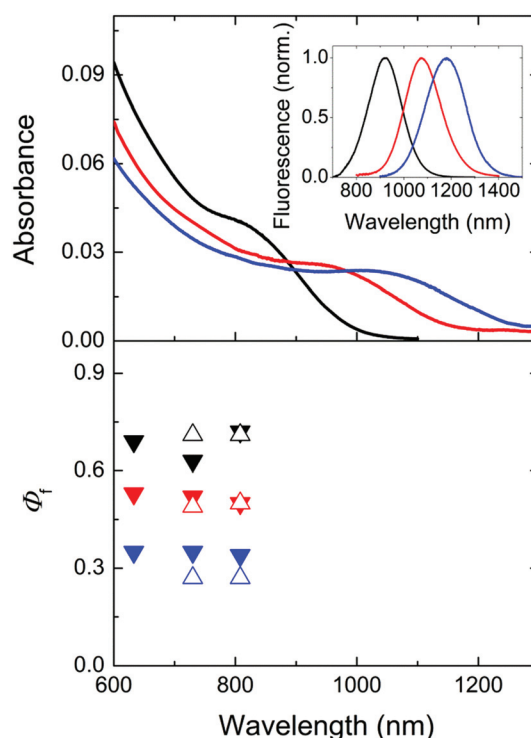 0.09
0.06
0.03
0.00
Absorbance
1.0
0.5
0.0
Fluorescence (norm.)
800 1000 1200 1400
Wavelength (nm)
0.9
0.6
0.3
0.0
Φf
600 800 1000 1200
Wavelength (nm)